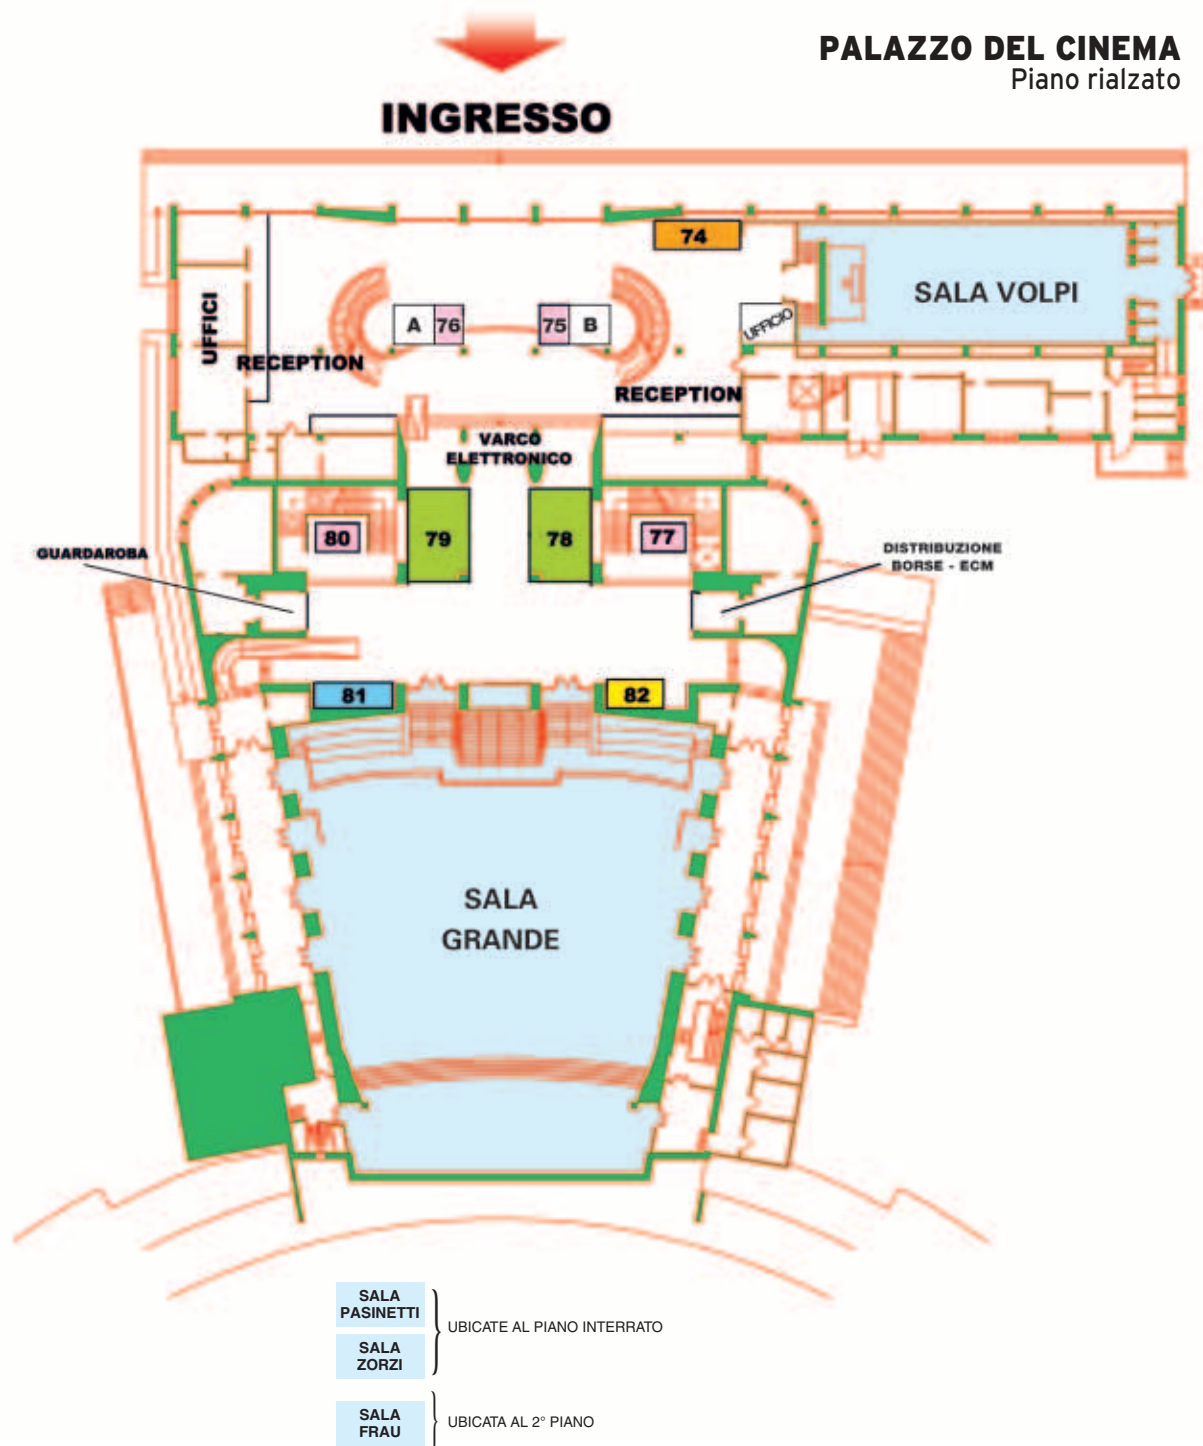 PALAZZO DEL CINEMA
Piano rialzato
INGRESSO
74
SALA VOLPI
A 76
75 B
UFFICIO
UFFICI
RECEPTION
RECEPTION
VARCO
ELETTRONICO
80
79
78
77
GUARDAROBA
DISTRIBUZIONE
BORSE - ECM
81
82
SALA
GRANDE
SALA
PASINETTI
UBICATE AL PIANO INTERRATO
SALA
ZORZI
SALA
FRAU
UBICATA AL 2° PIANO